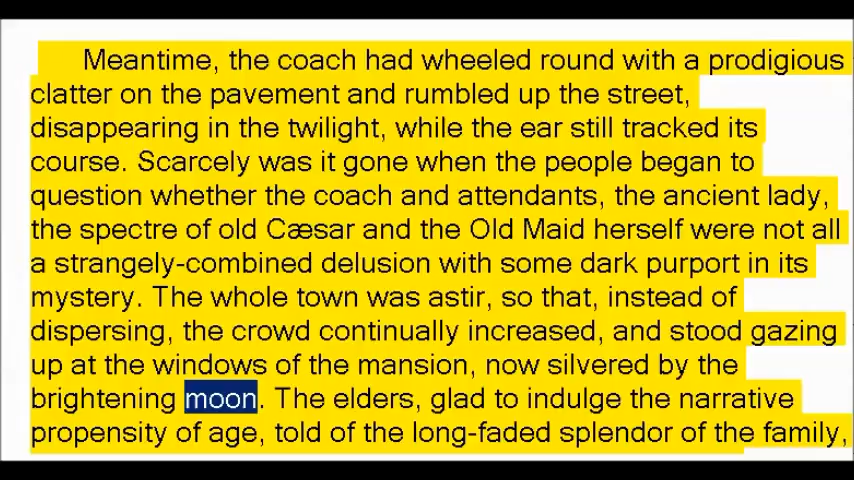 Meantime, the coach had wheeled round with a prodigious
clatter on the pavement and rumbled up the street,
disappearing in the twilight, while the ear still tracked its
course. Scarcely was it gone when the people began to
question whether the coach and attendants, the ancient lady,
the spectre of old Cæsar and the Old Maid herself were not all
a strangely-combined delusion with some dark purport in its
mystery. The whole town was astir, so that, instead of
dispersing, the crowd continually increased, and stood gazing
up at the windows of the mansion, now silvered by the
brightening moon. The elders, glad to indulge the narrative
propensity of age, told of the long-faded splendor of the family,